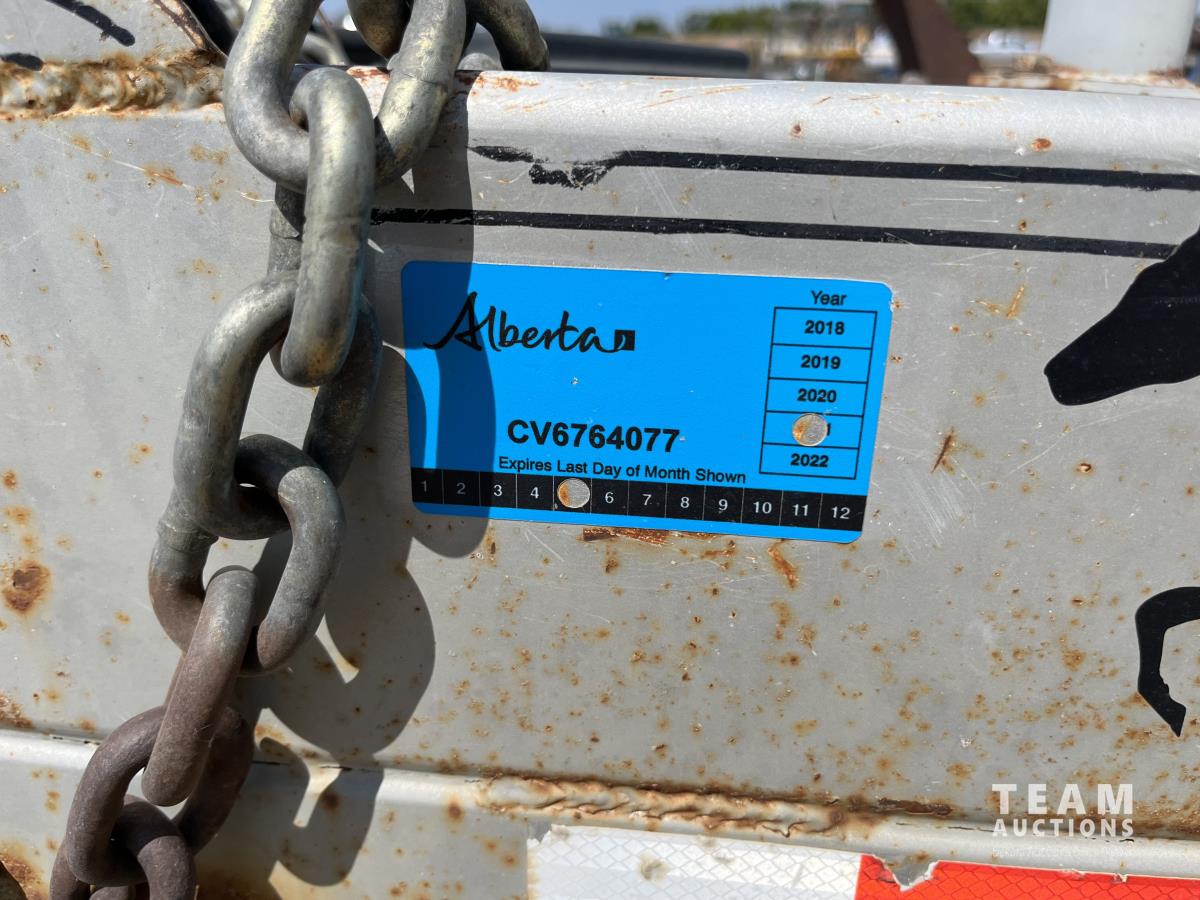 Alberta
Year
2018
2019
2020
1
2022
CV6764077
Expires Last Day of Month Shown
1 2 3 4 6 7 8 9 10 11 12
TEAM
AUCTIONS